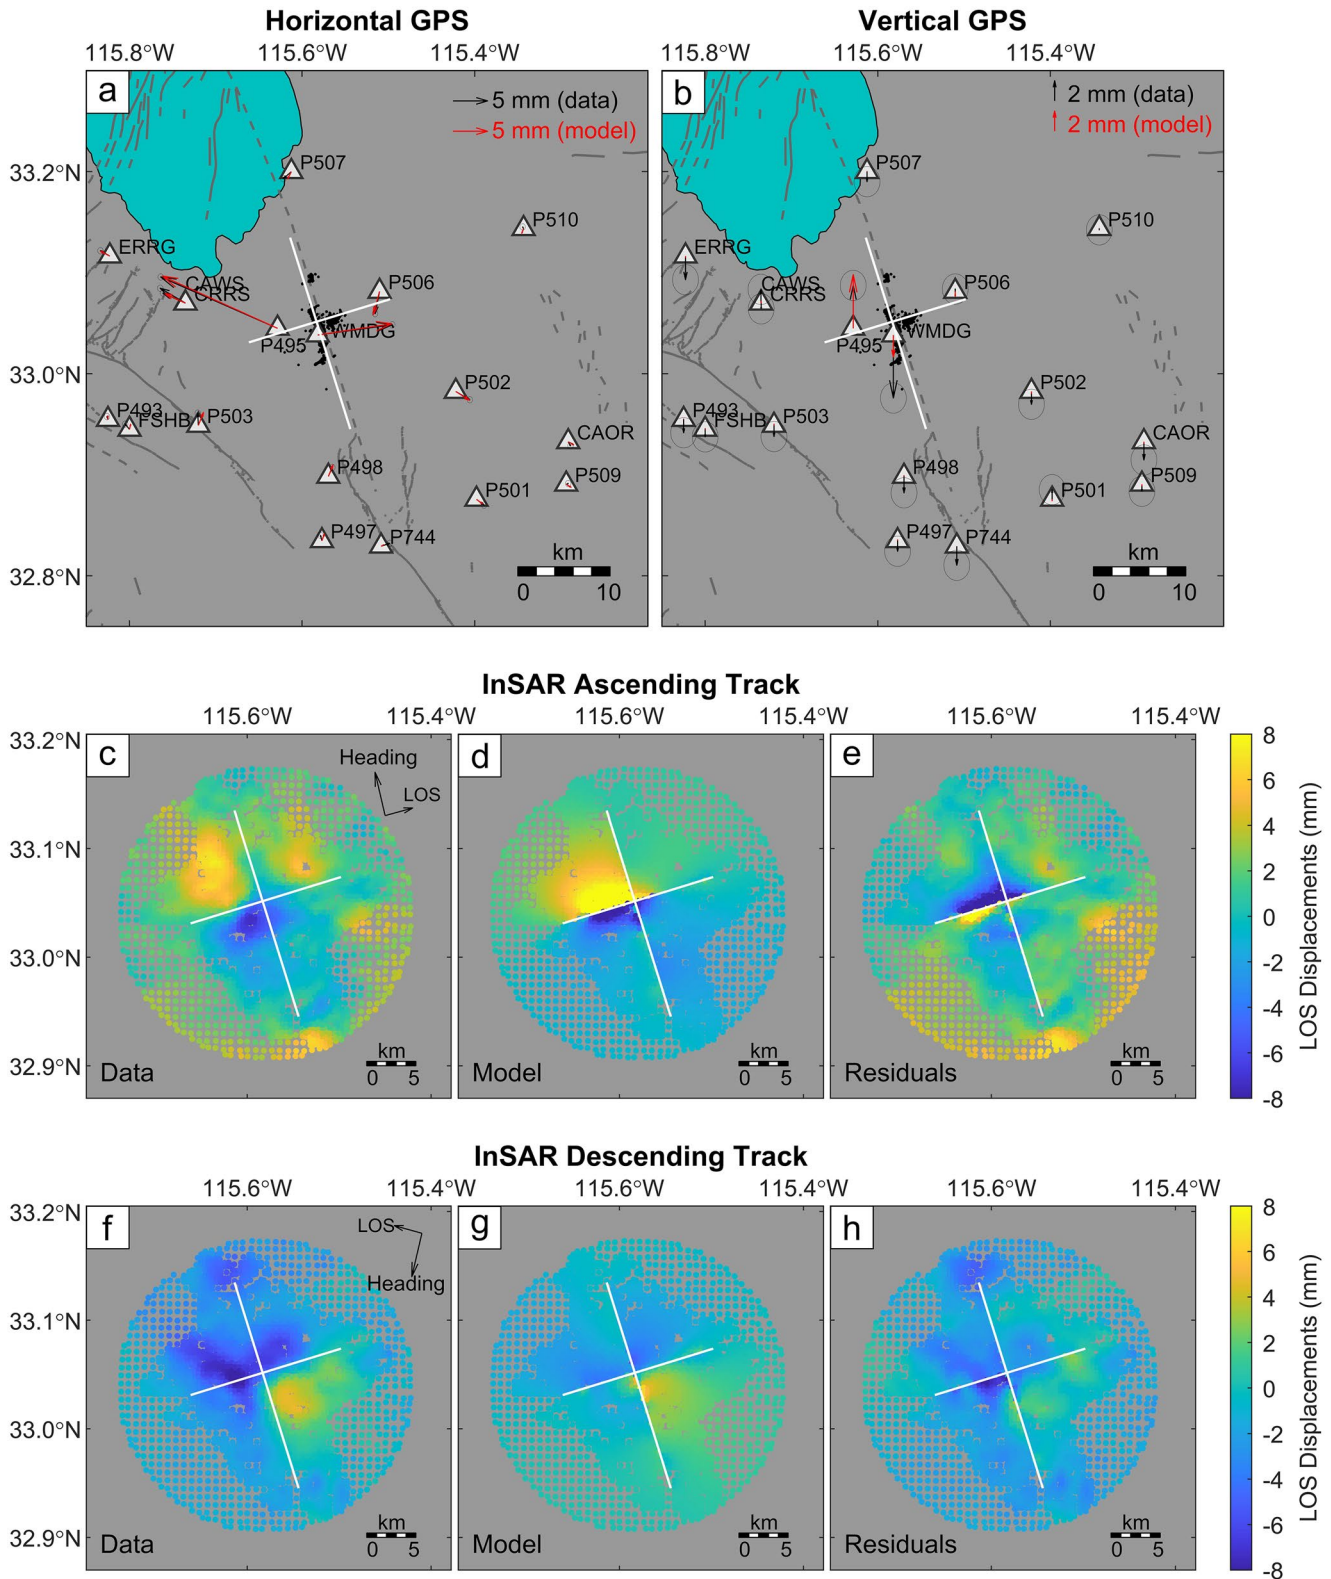 Horizontal GPS
Vertical GPS
115.8°W
115.6°W
115.4°W
115.8°W
115.6°W
115.4°W
33.2°N
33.0°N
32.8°N
a
5 mm (data)
5 mm (model)
P507
P510
ERRG
CAWS
CRRS
P506
P495
WMDG
P502
P493
FSHB
P503
CAOR
P498
P509
P501
P497
P744
km
0 10
b
2 mm (data)
2 mm (model)
P507
P510
ERRG
CAWS
CRRS
P506
P495
WMDG
P502
P493
FSHB
P503
CAOR
P498
P509
P501
P497
P744
km
0 10
InSAR Ascending Track
115.6°W
115.4°W
115.6°W
115.4°W
115.6°W
115.4°W
33.2°N
33.1°N
33.0°N
32.9°N
c
Heading
LOS
Data
km
0 5
d
Model
km
0 5
e
Residuals
km
0 5
8
6
4
2
0
-2
-4
-6
-8
LOS Displacements (mm)
InSAR Descending Track
115.6°W
115.4°W
115.6°W
115.4°W
115.6°W
115.4°W
33.2°N
33.1°N
33.0°N
32.9°N
f
LOS
Heading
Data
km
0 5
g
Model
km
0 5
h
Residuals
km
0 5
8
6
4
2
0
-2
-4
-6
-8
LOS Displacements (mm)